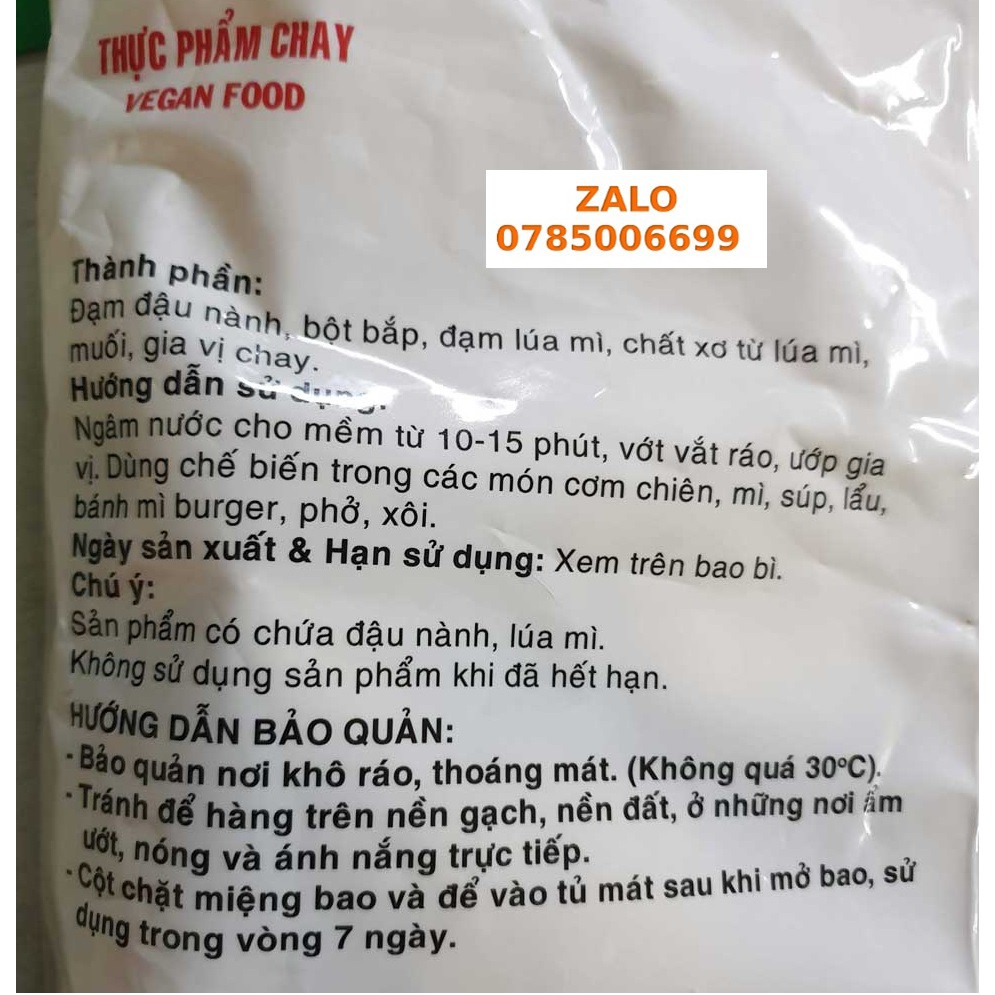 THỰC PHẨM CHAY
VEGAN FOOD
ZALO
0785006699
Thành phần:
Đạm đậu nành, bột bắp, đạm lúa mì, chất xơ từ lúa mì,
muối, gia vị chay.
Hướng dẫn sử dụng:
Ngâm nước cho mềm từ 10-15 phút, vớt vắt ráo, ướp gia
vị. Dùng chế biến trong các món cơm chiên, mì, súp, lẩu,
bánh mì burger, phở, xôi.
Ngày sản xuất & Hạn sử dụng: Xem trên bao bì.
Chú ý:
Sản phẩm có chứa đậu nành, lúa mì.
Không sử dụng sản phẩm khi đã hết hạn.
HƯỚNG DẪN BẢO QUẢN:
- Bảo quản nơi khô ráo, thoáng mát. (Không quá 30°C).
- Tránh để hàng trên nền gạch, nền đất, ở những nơi ẩm
ướt, nóng và ánh nắng trực tiếp.
- Cột chặt miệng bao và để vào tủ mát sau khi mở bao, sử
dụng trong vòng 7 ngày.